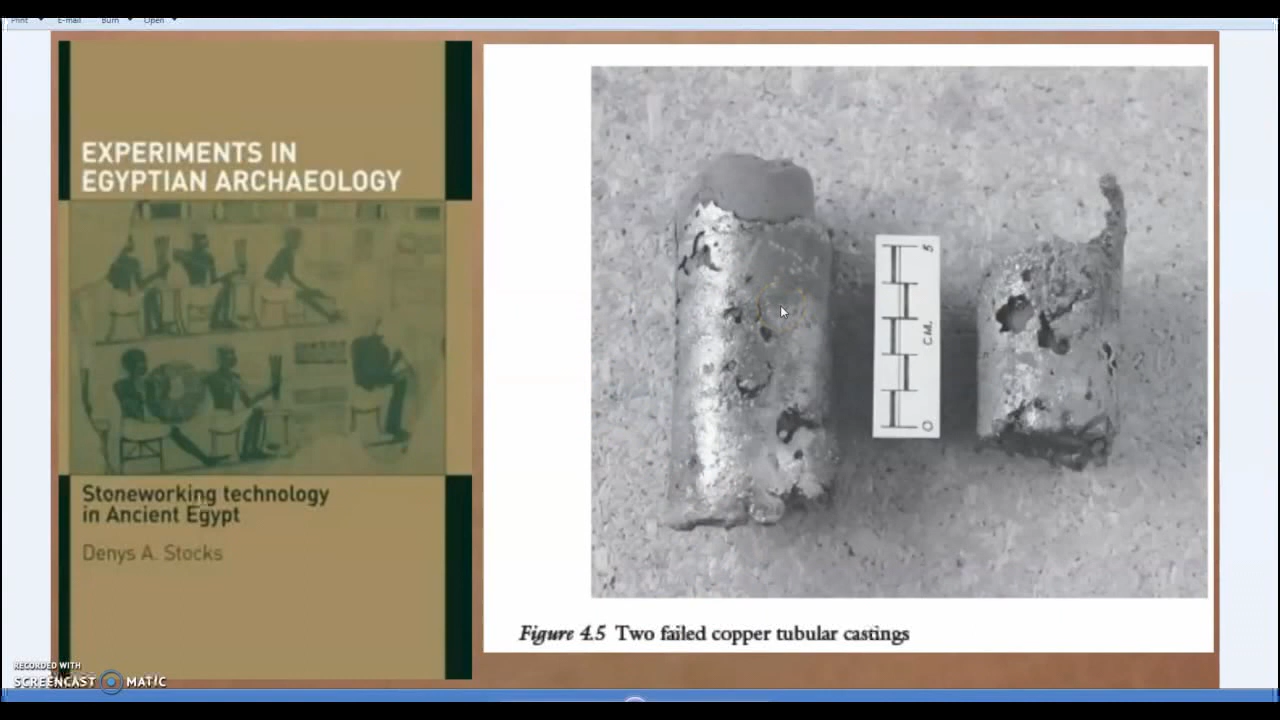 Print
E-mail
Burn
Open
EXPERIMENTS IN
EGYPTIAN ARCHAEOLOGY
Stoneworking technology
in Ancient Egypt
Denys A. Stocks
5
CM.
0
Figure 4.5 Two failed copper tubular castings
RECORDED WITH
SCREENCAST MATIC